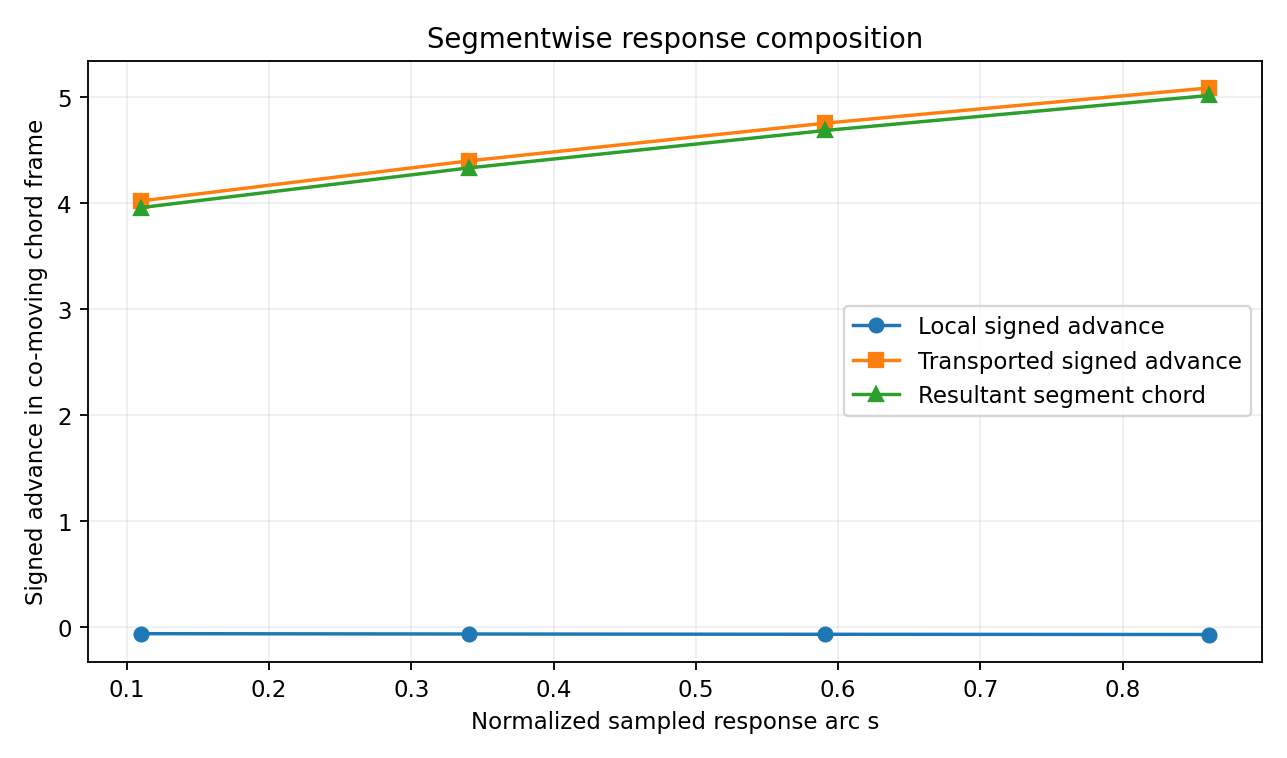 Segmentwise response composition
Signed advance in co-moving chord frame
5
4
3
2
1
0
Local signed advance
Transported signed advance
Resultant segment chord
0.1 0.2 0.3 0.4 0.5 0.6 0.7 0.8
Normalized sampled response arc s